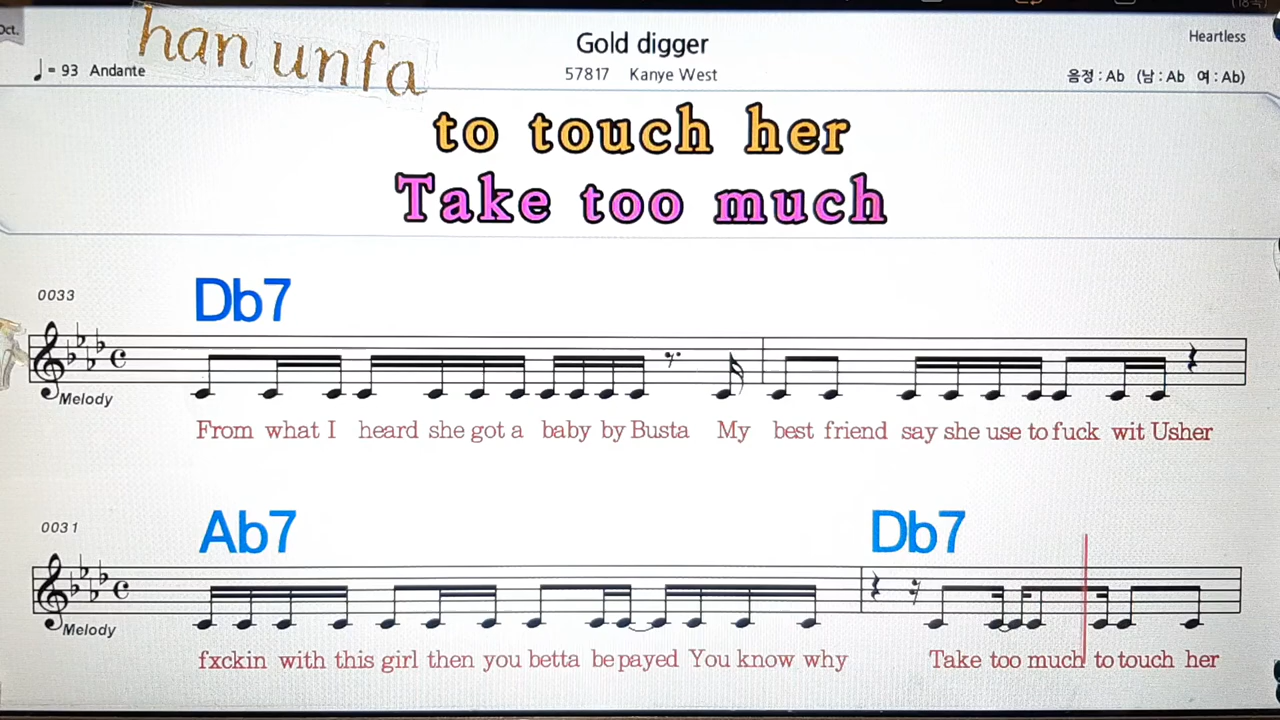 (18곡)
Oct.
han unfa
Gold digger
Heartless
♩= 93 Andante
57817 Kanye West
음정 : Ab (남 : Ab 여 : Ab)
to touch her
Take too much
Db7
0033
Melody
From what I heard she got a baby by Busta My best friend say she use to fuck wit Usher
Ab7 Db7
0031
Melody
fxckin with this girl then you betta be payed You know why Take too much to touch her